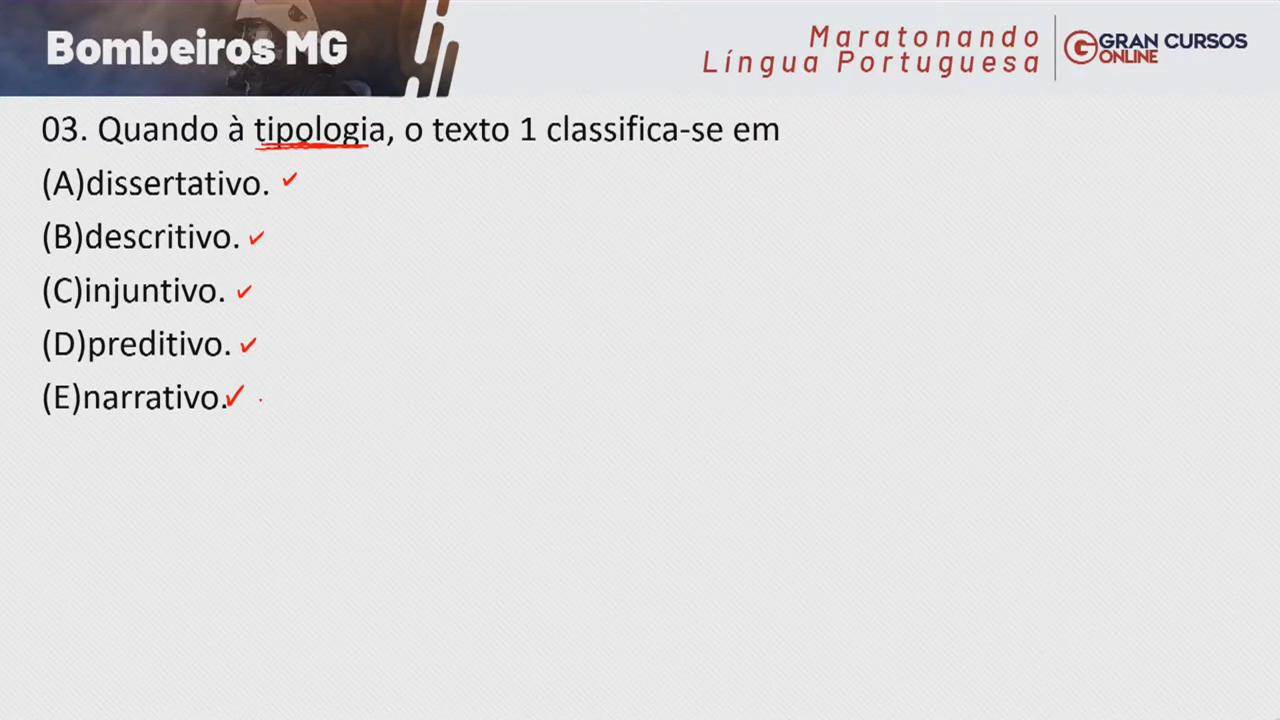 Bombeiros MG
Maratonando
Língua Portuguesa
GRAN CURSOS
ONLINE
03. Quando à tipologia, o texto 1 classifica-se em
(A)dissertativo.
(B)descritivo.
(C)injuntivo.
(D)preditivo.
(E)narrativo.